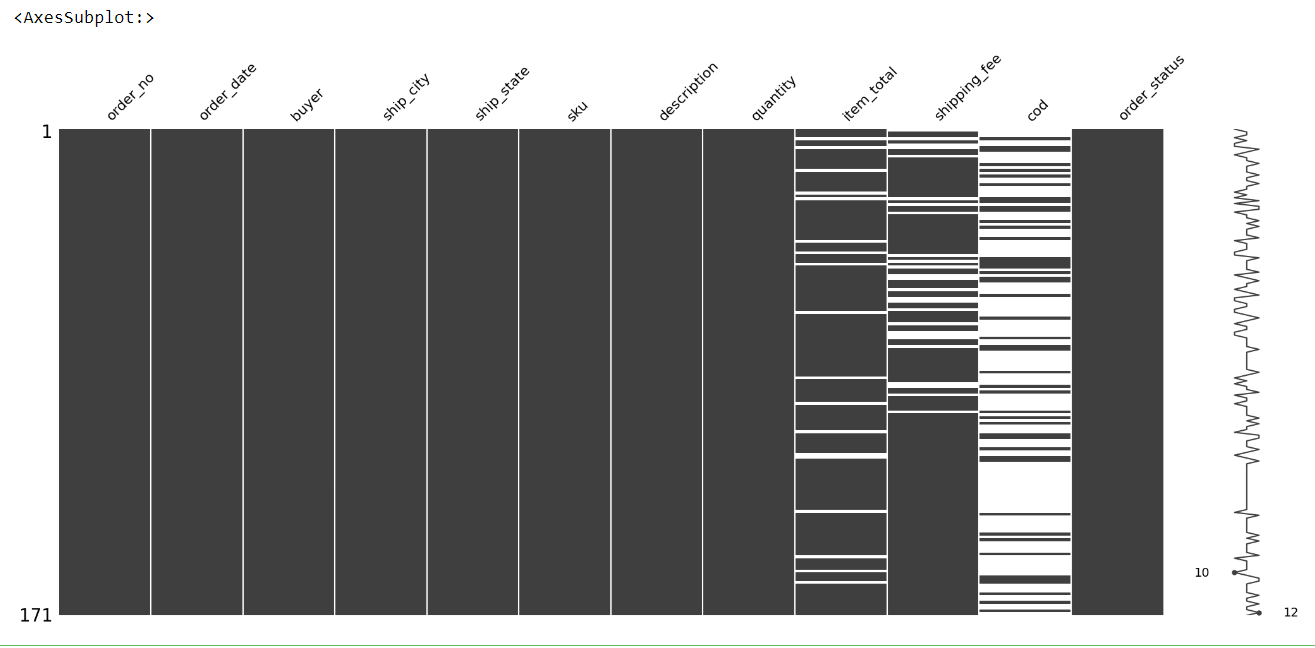 <AxesSubplot:>
order_no order_date buyer ship_city ship_state sku description quantity item_total shipping_fee cod order_status
1
10
12
171